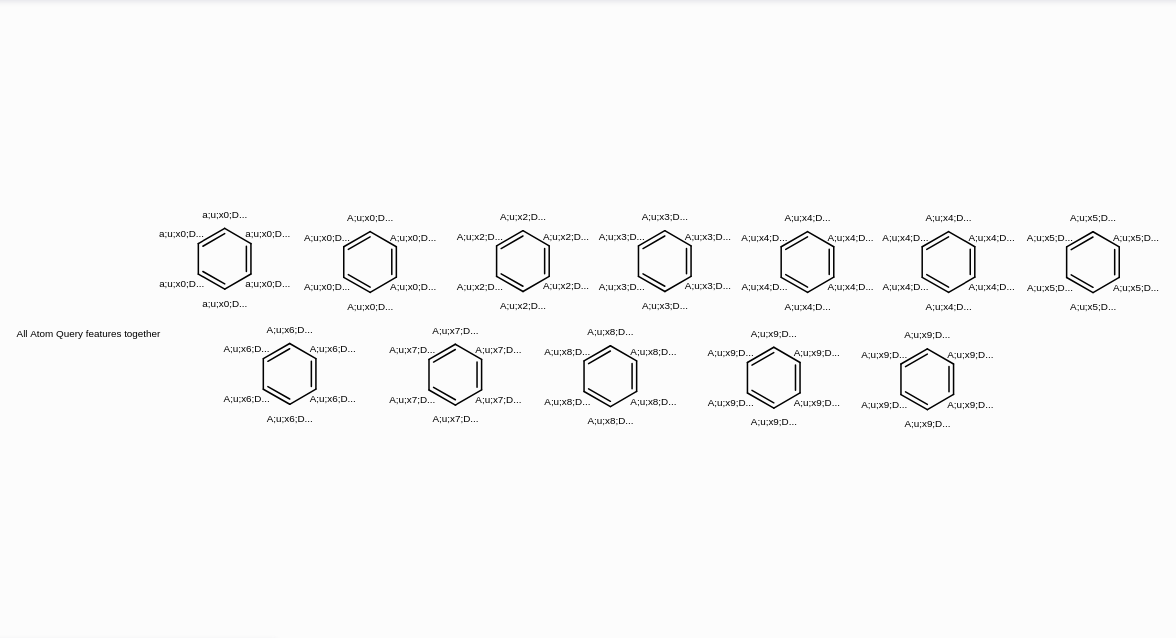 a;u;x0;D...
a;u;x0;D... a;u;x0;D...
a;u;x0;D... a;u;x0;D...
a;u;x0;D...
A;u;x0;D...
A;u;x0;D... A;u;x0;D...
A;u;x0;D... A;u;x0;D...
A;u;x0;D...
A;u;x2;D...
A;u;x2;D... A;u;x2;D...
A;u;x2;D... A;u;x2;D...
A;u;x2;D...
A;u;x3;D...
A;u;x3;D... A;u;x3;D...
A;u;x3;D... A;u;x3;D...
A;u;x3;D...
A;u;x4;D...
A;u;x4;D... A;u;x4;D...
A;u;x4;D... A;u;x4;D...
A;u;x4;D...
A;u;x4;D...
A;u;x4;D... A;u;x4;D...
A;u;x4;D... A;u;x4;D...
A;u;x4;D...
A;u;x5;D...
A;u;x5;D... A;u;x5;D...
A;u;x5;D... A;u;x5;D...
A;u;x5;D...
All Atom Query features together
A;u;x6;D...
A;u;x6;D... A;u;x6;D...
A;u;x6;D... A;u;x6;D...
A;u;x6;D...
A;u;x7;D...
A;u;x7;D... A;u;x7;D...
A;u;x7;D... A;u;x7;D...
A;u;x7;D...
A;u;x8;D...
A;u;x8;D... A;u;x8;D...
A;u;x8;D... A;u;x8;D...
A;u;x8;D...
A;u;x9;D...
A;u;x9;D... A;u;x9;D...
A;u;x9;D... A;u;x9;D...
A;u;x9;D...
A;u;x9;D...
A;u;x9;D... A;u;x9;D...
A;u;x9;D... A;u;x9;D...
A;u;x9;D...